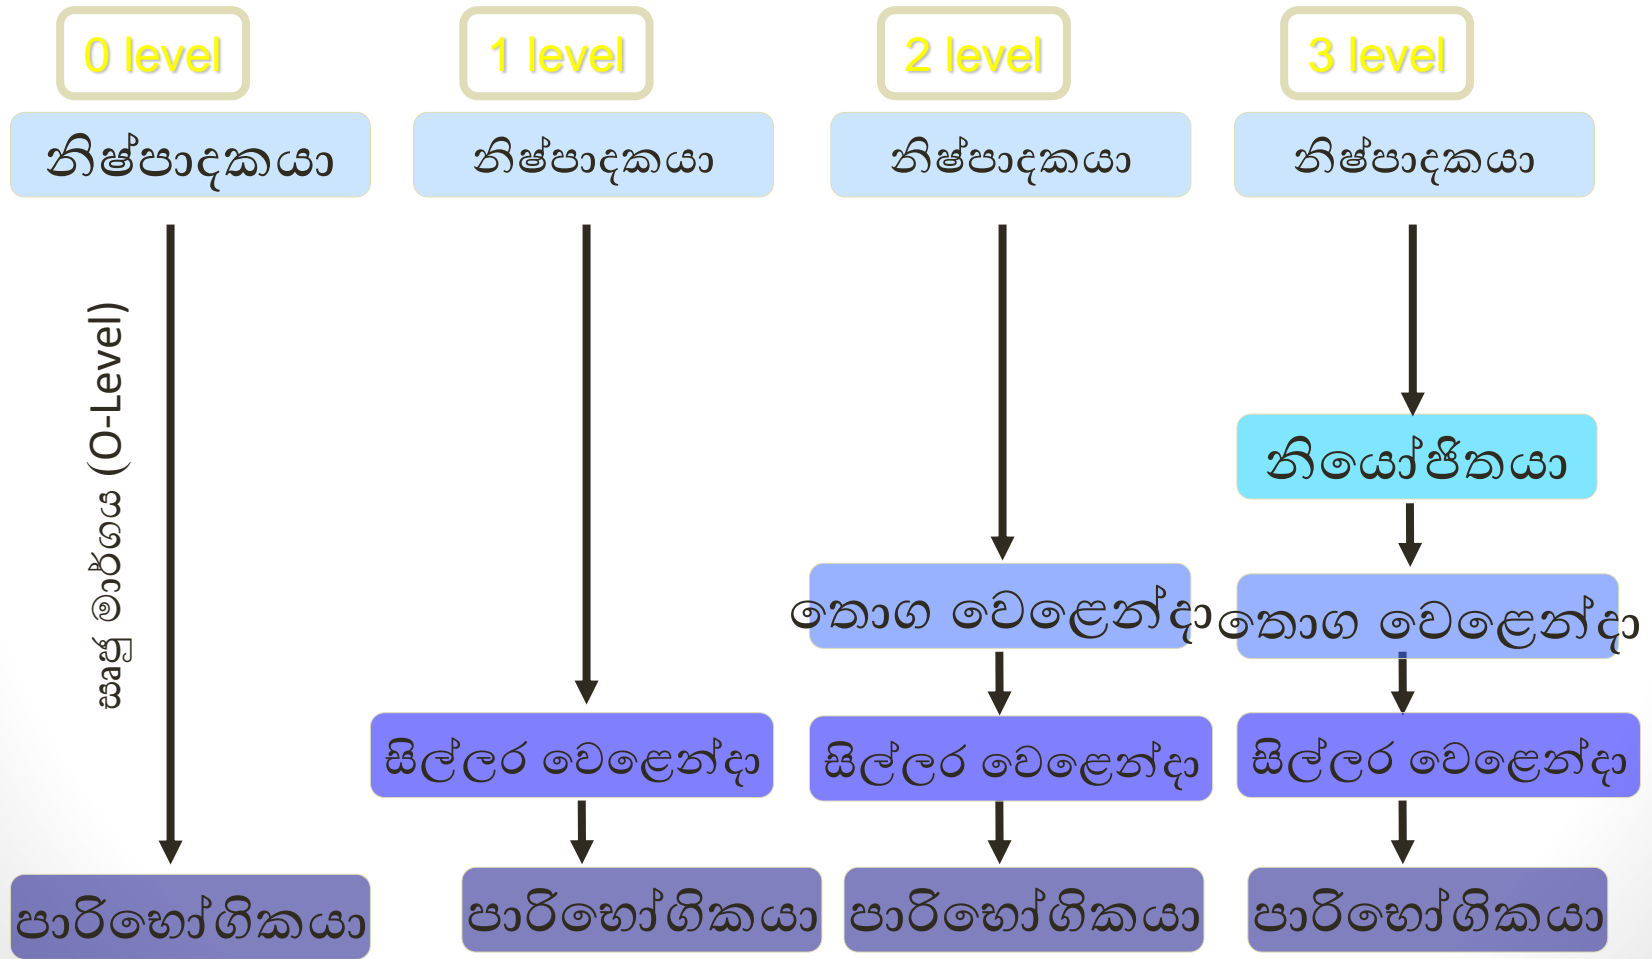 0 level
1 level
2 level
3 level
නිෂ්පාදකයා
නිෂ්පාදකයා
නිෂ්පාදකයා
නිෂ්පාදකයා
සෘජු මාර්ගය (O-Level)
නියෝජිතයා
තොග වෙළෙන්දා
තොග වෙළෙන්දා
සිල්ලර වෙළෙන්දා
සිල්ලර වෙළෙන්දා
සිල්ලර වෙළෙන්දා
පාරිභෝගිකයා
පාරිභෝගිකයා
පාරිභෝගිකයා
පාරිභෝගිකයා